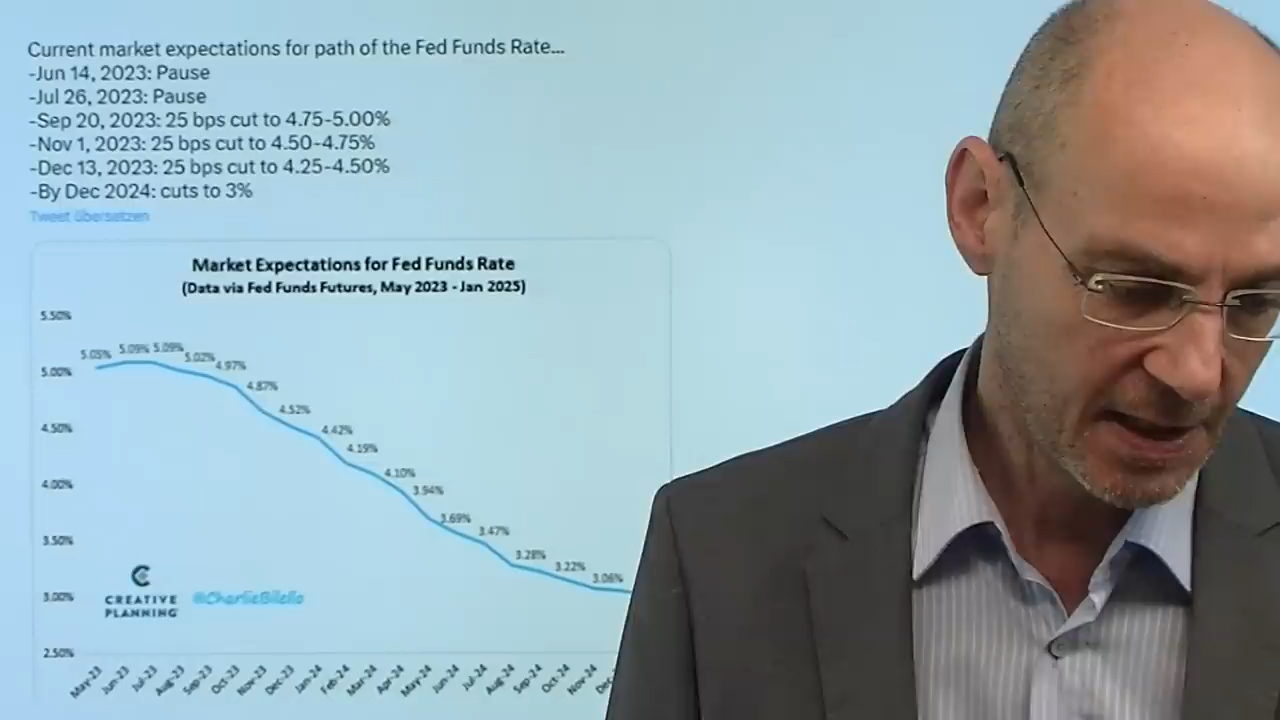 Current market expectations for path of the Fed Funds Rate...
-Jun 14, 2023: Pause
-Jul 26, 2023: Pause
-Sep 20, 2023: 25 bps cut to 4.75-5.00%
-Nov 1, 2023: 25 bps cut to 4.50-4.75%
-Dec 13, 2023: 25 bps cut to 4.25-4.50%
-By Dec 2024: cuts to 3%
Tweet übersetzen
Market Expectations for Fed Funds Rate
(Data via Fed Funds Futures, May 2023 - Jan 2025)
5.50%
5.05% 5.09% 5.09%
5.02%
4.97%
5.00%
4.87%
4.52%
4.50%
4.42%
4.19%
4.10%
4.00%
3.94%
3.69%
3.47%
3.50%
3.28%
3.22%
3.06%
3.00%
CREATIVE
PLANNING
@CharlieBilello
2.50%
May-23 Jun-23 Jul-23 Aug-23 Sep-23 Oct-23 Nov-23 Dec-23 Jan-24 Feb-24 Mar-24 Apr-24 May-24 Jun-24 Jul-24 Aug-24 Sep-24 Oct-24 Nov-24 Dec-